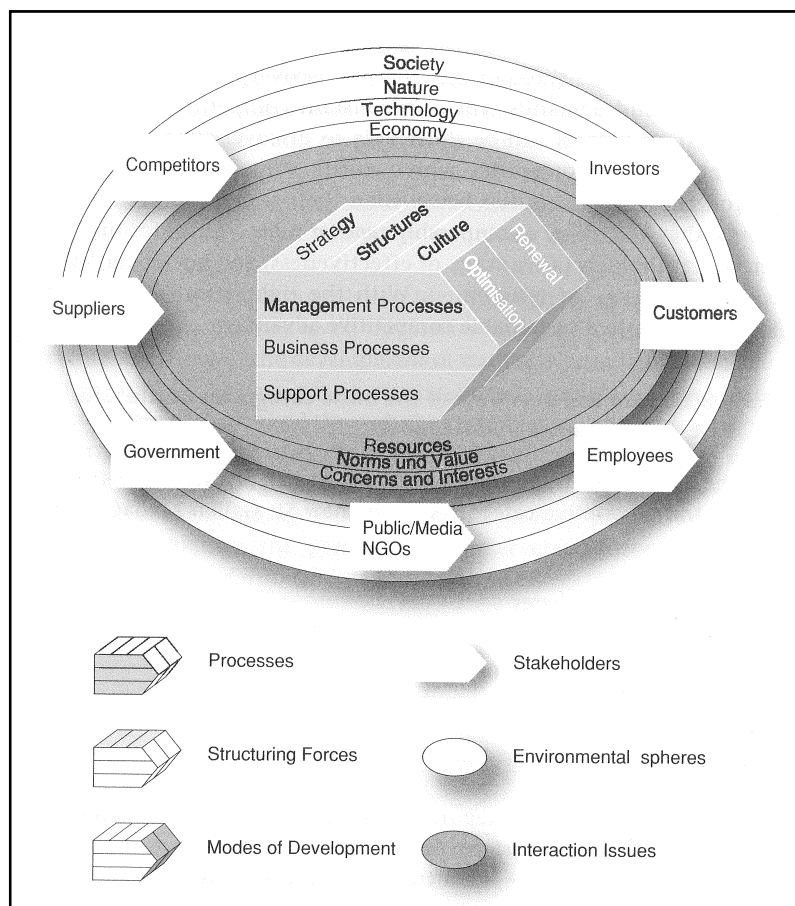 Society
Nature
Technology
Economy
Competitors
Investors
Strategy
Structures
Culture
Renewal
Optimisation
Management Processes
Business Processes
Support Processes
Suppliers
Customers
Resources
Norms und Value
Concerns and Interests
Government
Employees
Public/Media
NGOs
Processes
Stakeholders
Structuring Forces
Environmental spheres
Modes of Development
Interaction Issues